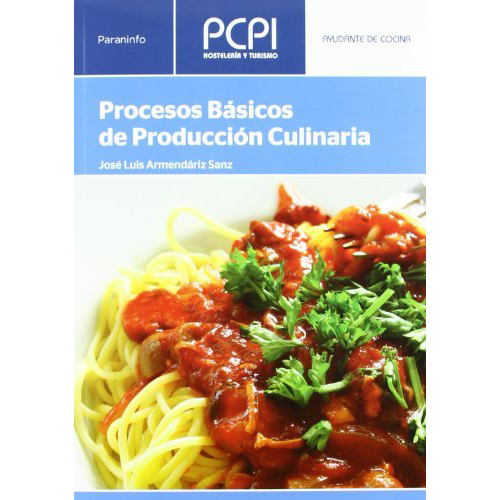 Paraninfo
PCPI
HOSTELERÍA Y TURISMO
AYUDANTE DE COCINA
Procesos Básicos
de Producción Culinaria
José Luis Armendáriz Sanz